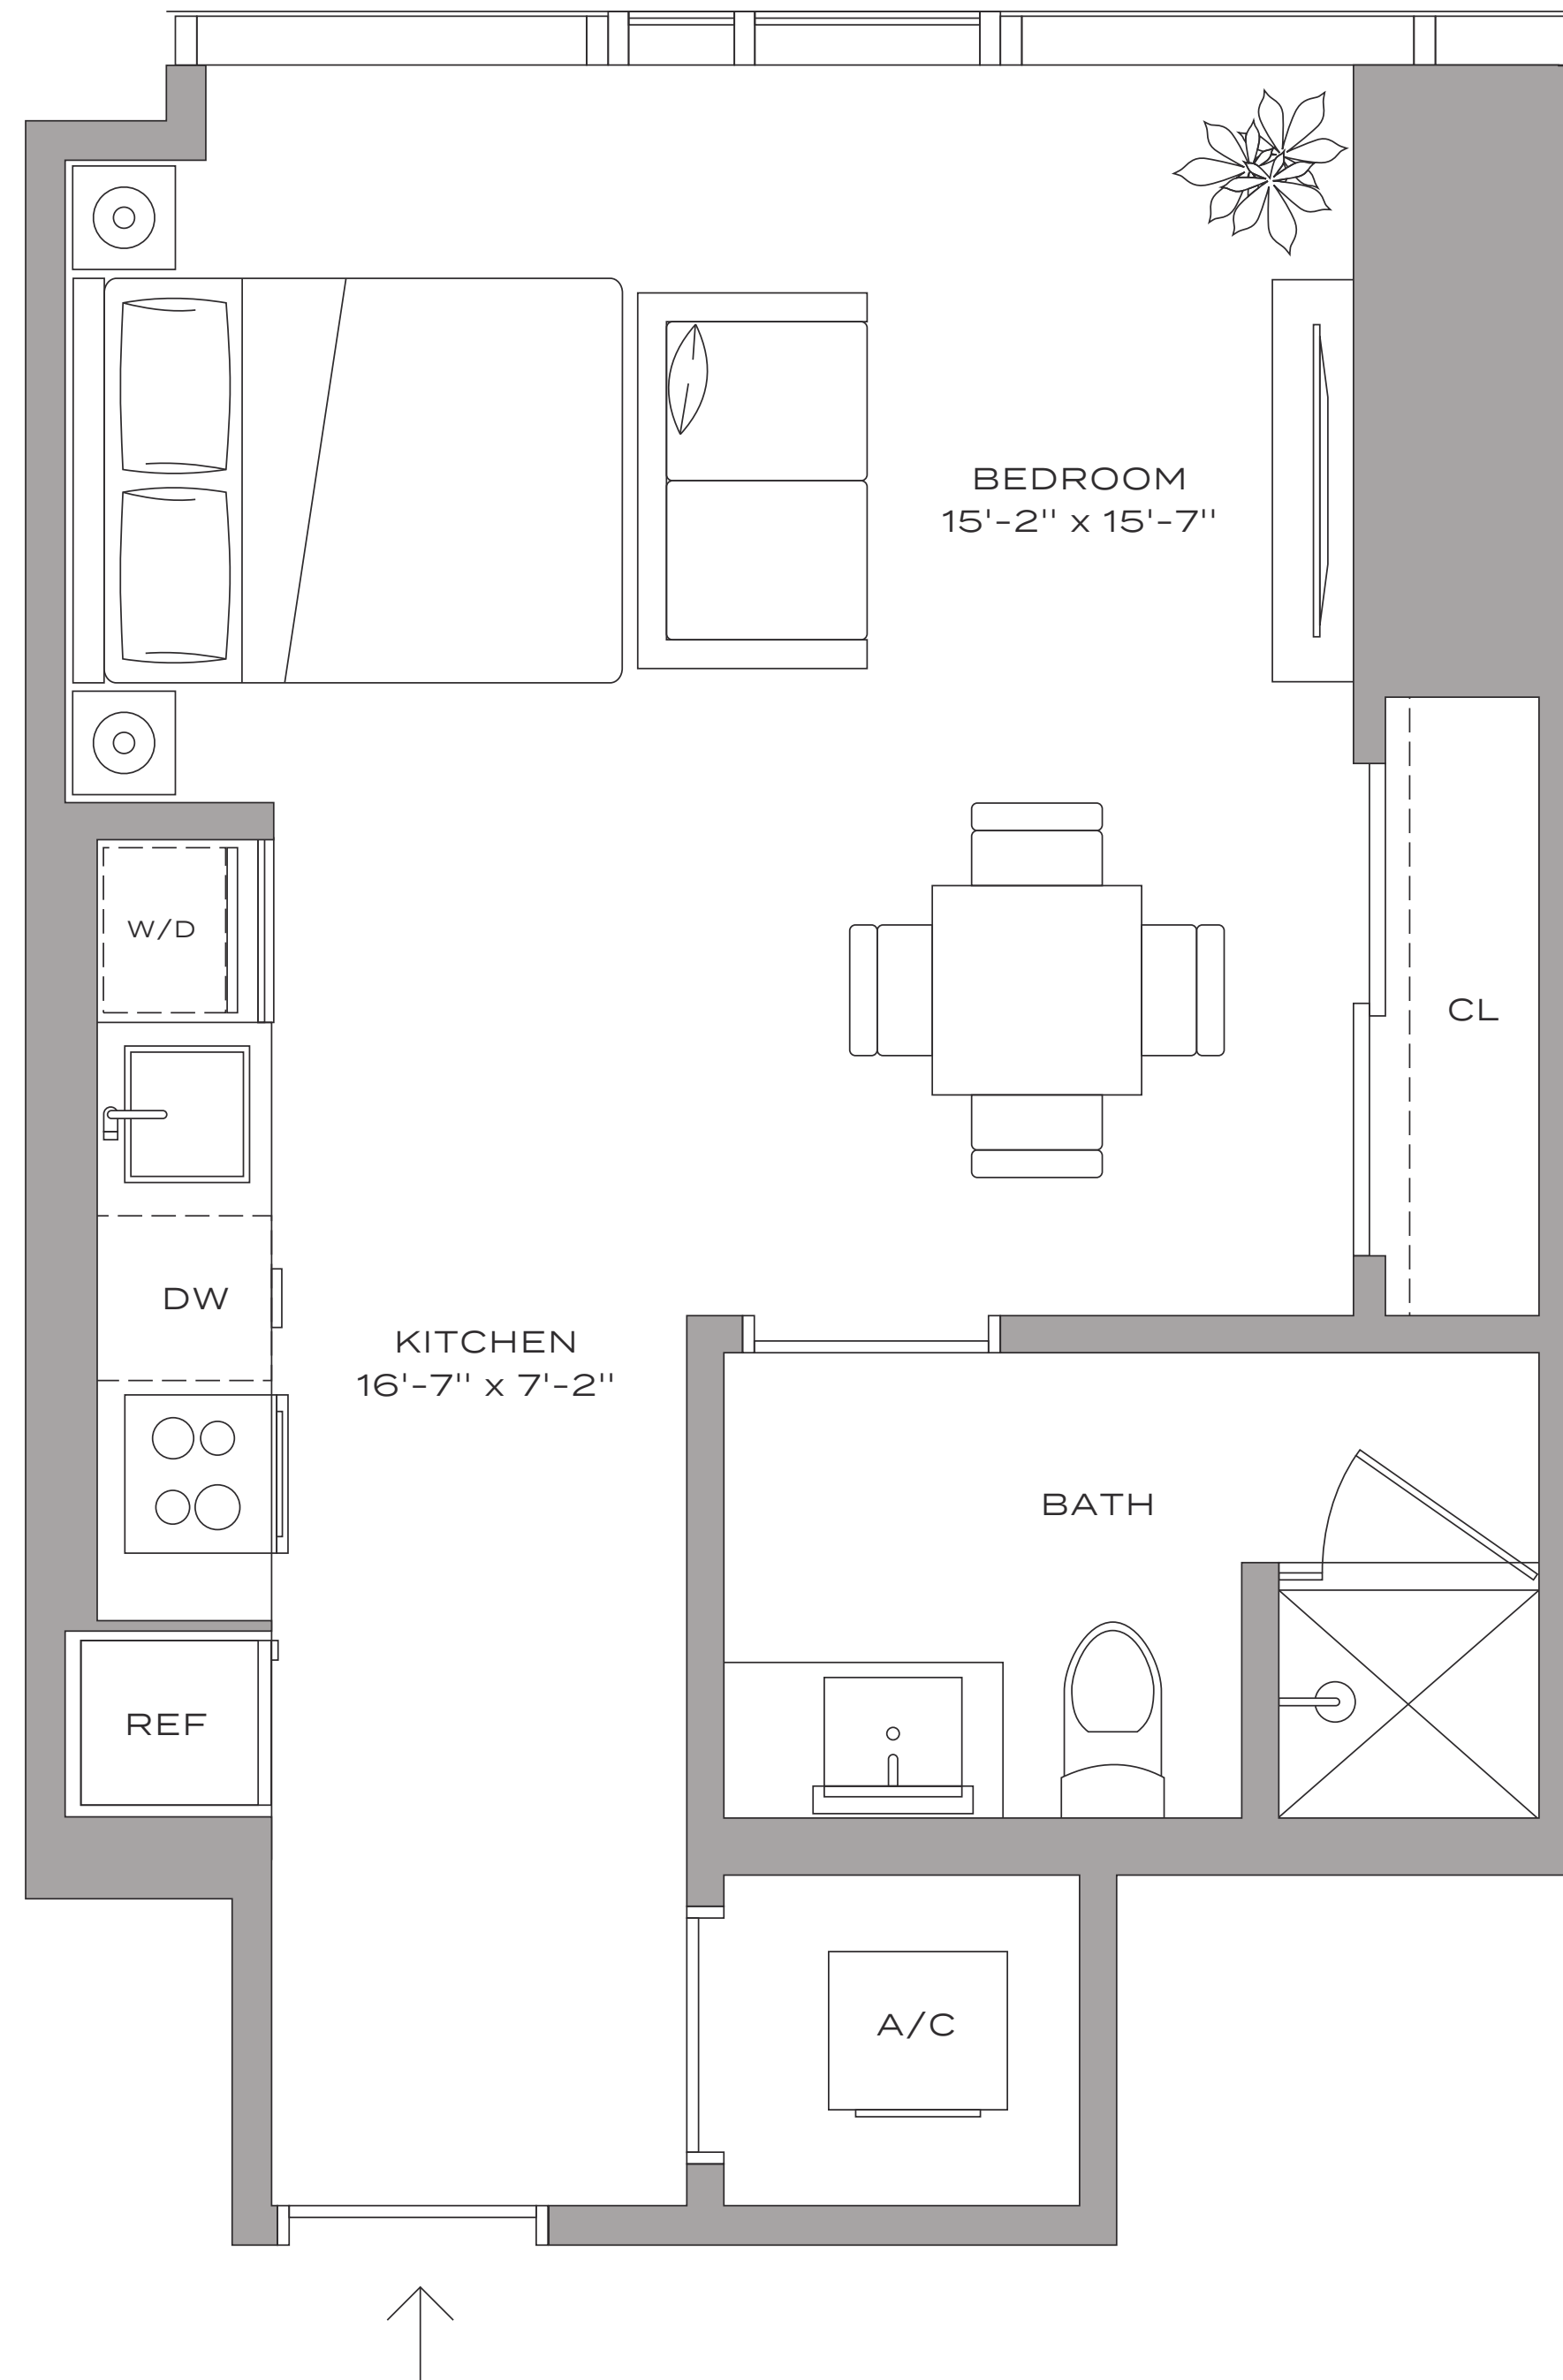 BEDROOM
15'-2" x 15'-7"
W/D
CL
DW
KITCHEN
16'-7" x 7'-2"
BATH
REF
A/C